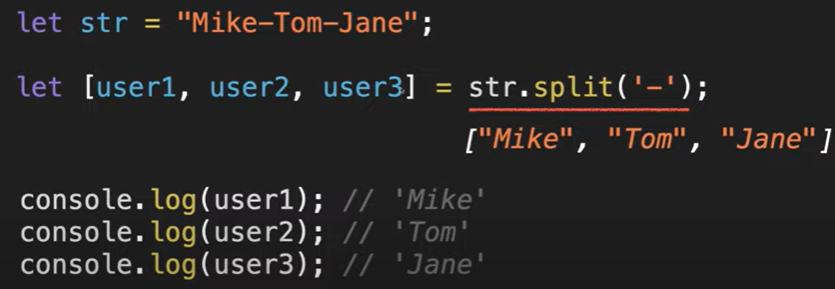 let str = "Mike-Tom-Jane";
let [user1, user2, user3] = str.split('-');
["Mike", "Tom", "Jane"]
console.log(user1); // 'Mike'
console.log(user2); // 'Tom'
console.log(user3); // 'Jane'